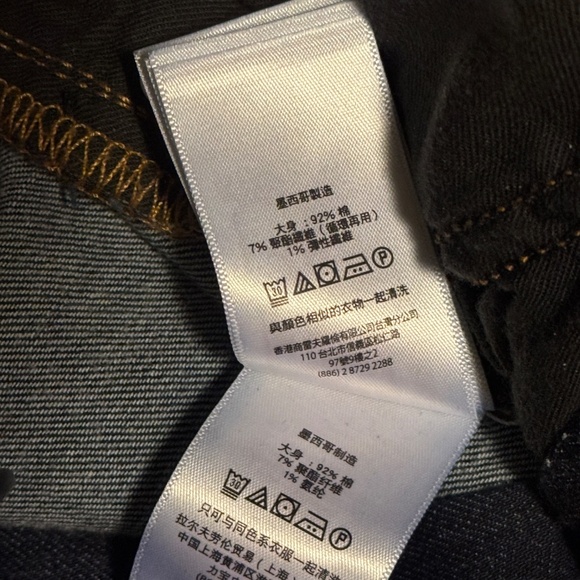 墨西哥製造
大身：92% 棉
7% 聚酯纖維（循環再用）
1% 彈性纖維
30 P
與顏色相似的衣物一起清洗
香港商雷夫羅倫有限公司台灣分公司
110 台北市信義區松仁路
97號9樓之2
(886) 2 8729 2288
墨西哥制造
大身：92% 棉
7% 聚酯纤维
1% 氨纶
30 P
只可与同色系衣服一起清洗
拉尔夫劳伦贸易（上海）
中国上海黄浦区